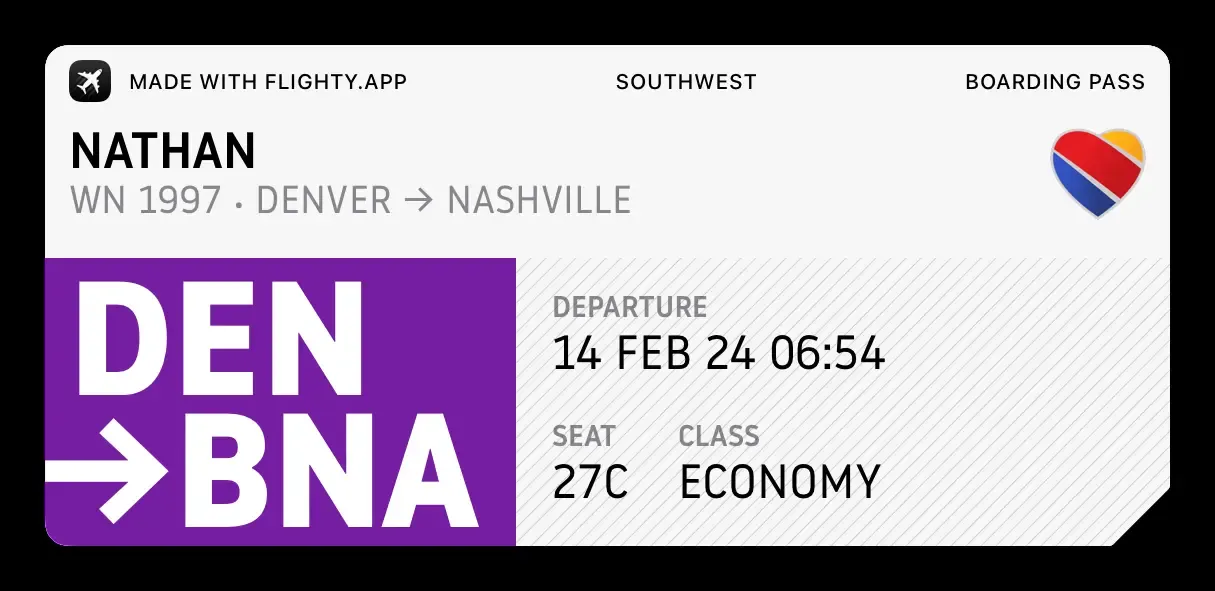 MADE WITH FLIGHTY.APP SOUTHWEST BOARDING PASS
NATHAN
WN 1997 · DENVER → NASHVILLE
DEN
→BNA
DEPARTURE
14 FEB 24 06:54
SEAT CLASS
27C ECONOMY